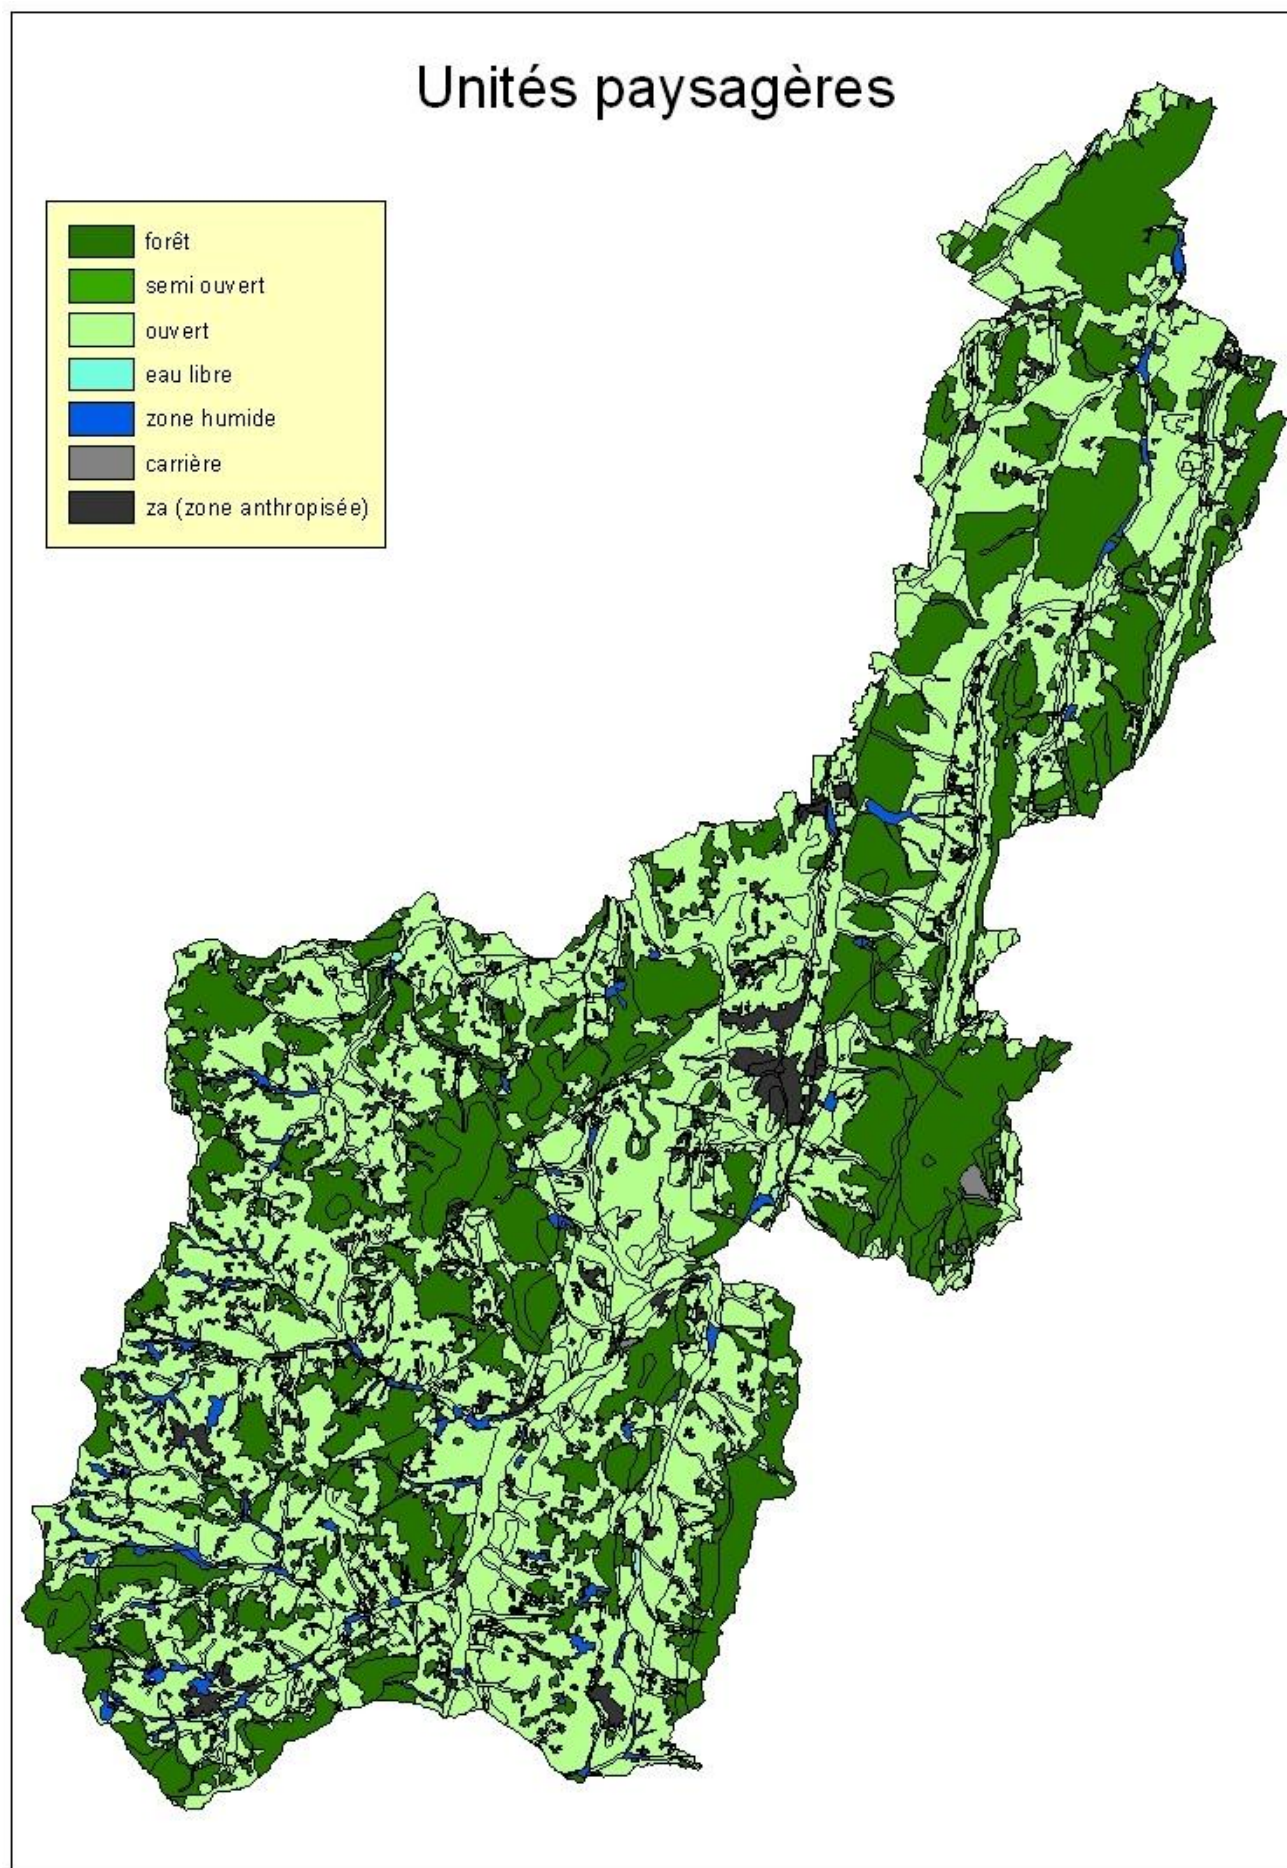 Unités paysagères
forêt
semi ouvert
ouvert
eau libre
zone humide
carrière
za (zone anthropisée)